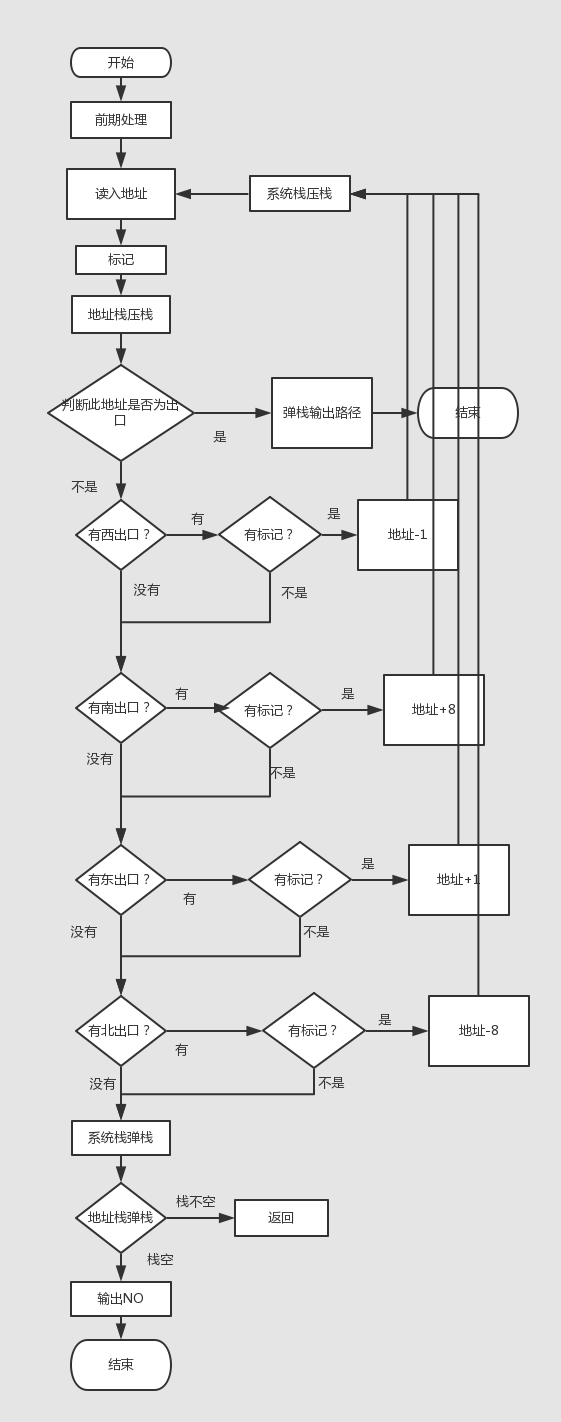 开始
前期处理
读入地址
系统栈压栈
标记
地址栈压栈
判断此地址是否为出
口
是
弹栈输出路径
结束
不是
有西出口？
有
有标记？
是
地址-1
没有
不是
有南出口？
有
有标记？
是
地址+8
没有
不是
有东出口？
有
有标记？
是
地址+1
没有
不是
有北出口？
有
有标记？
是
地址-8
没有
不是
系统栈弹栈
地址栈弹栈
栈不空
返回
栈空
输出NO
结束